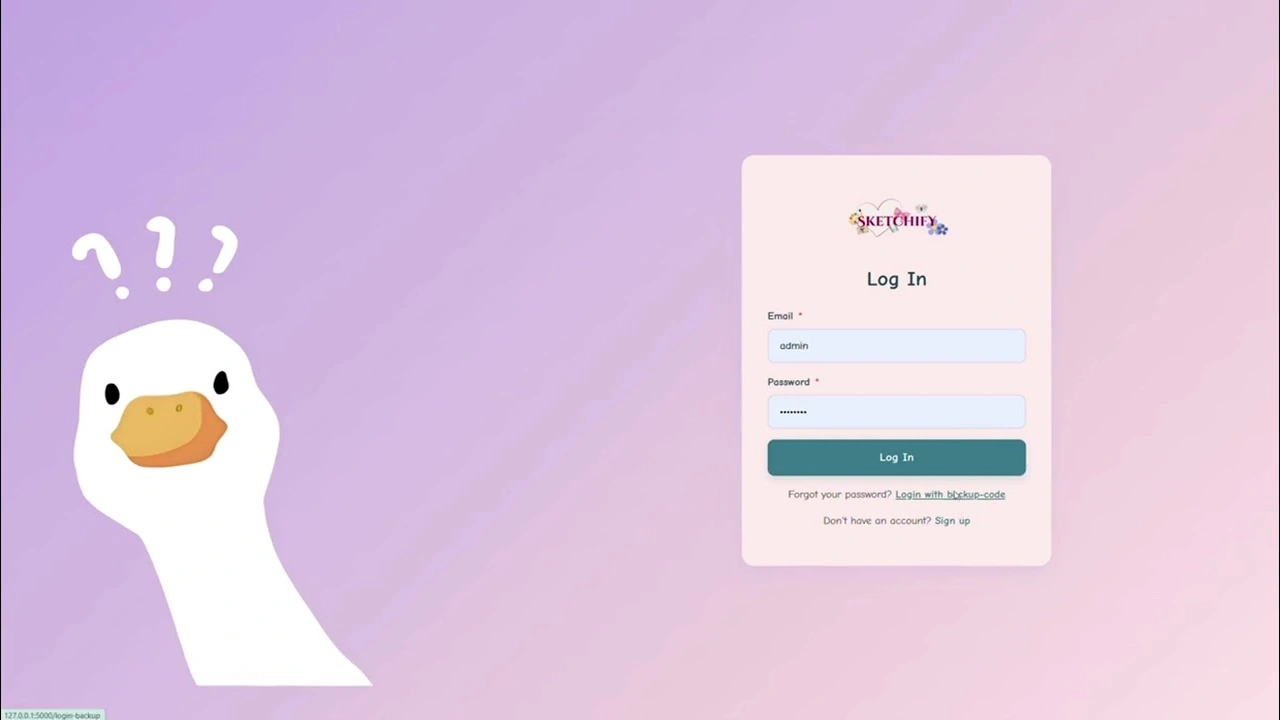 ? ? ?
SKETCHIFY
Log In
Email *
admin
Password *
••••••••
Log In
Forgot your password? Login with backup-code
Don't have an account? Sign up
127.0.0.1:5000/login-backup